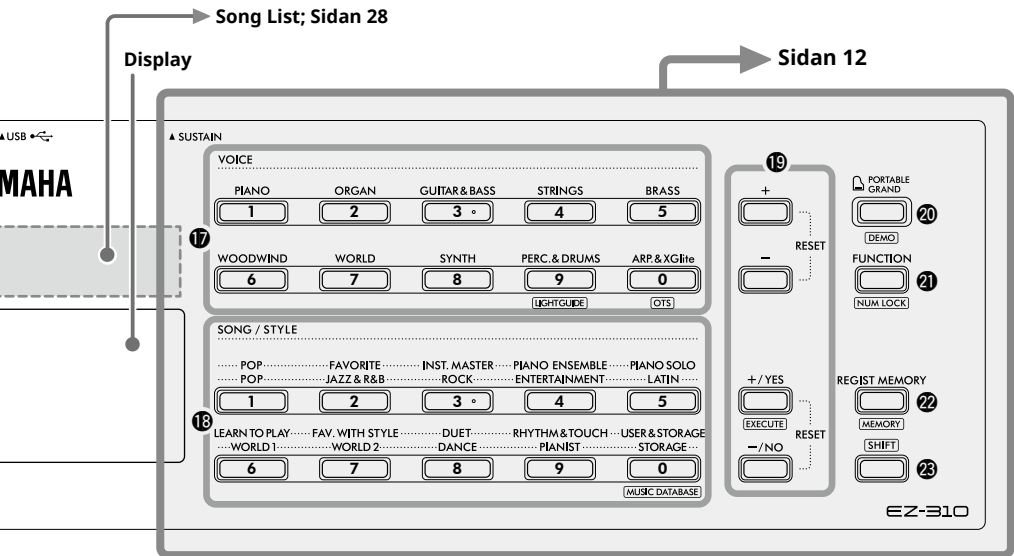 Song List; Sidan 28
Display
Sidan 12
▲USB
▲ SUSTAIN
MAHA
VOICE
PIANO ORGAN GUITAR & BASS STRINGS BRASS
1 2 3 4 5
⓱
WOODWIND WORLD SYNTH PERC. & DRUMS ARP. & XGlite
6 7 8 9 0
LIGHTGUIDE OTS
SONG / STYLE
POP FAVORITE INST. MASTER PIANO ENSEMBLE PIANO SOLO
POP JAZZ & R&B ROCK ENTERTAINMENT LATIN
1 2 3 4 5
⓲
LEARN TO PLAY FAV. WITH STYLE DUET RHYTHM & TOUCH USER & STORAGE
WORLD 1 WORLD 2 DANCE PIANIST STORAGE
6 7 8 9 0
MUSIC DATABASE
⓳
+
RESET
−
+/YES
EXECUTE
RESET
−/NO
PORTABLE
GRAND
⓴
DEMO
FUNCTION
㉑
NUM LOCK
REGIST MEMORY
㉒
MEMORY
SHIFT
㉓
EZ-310